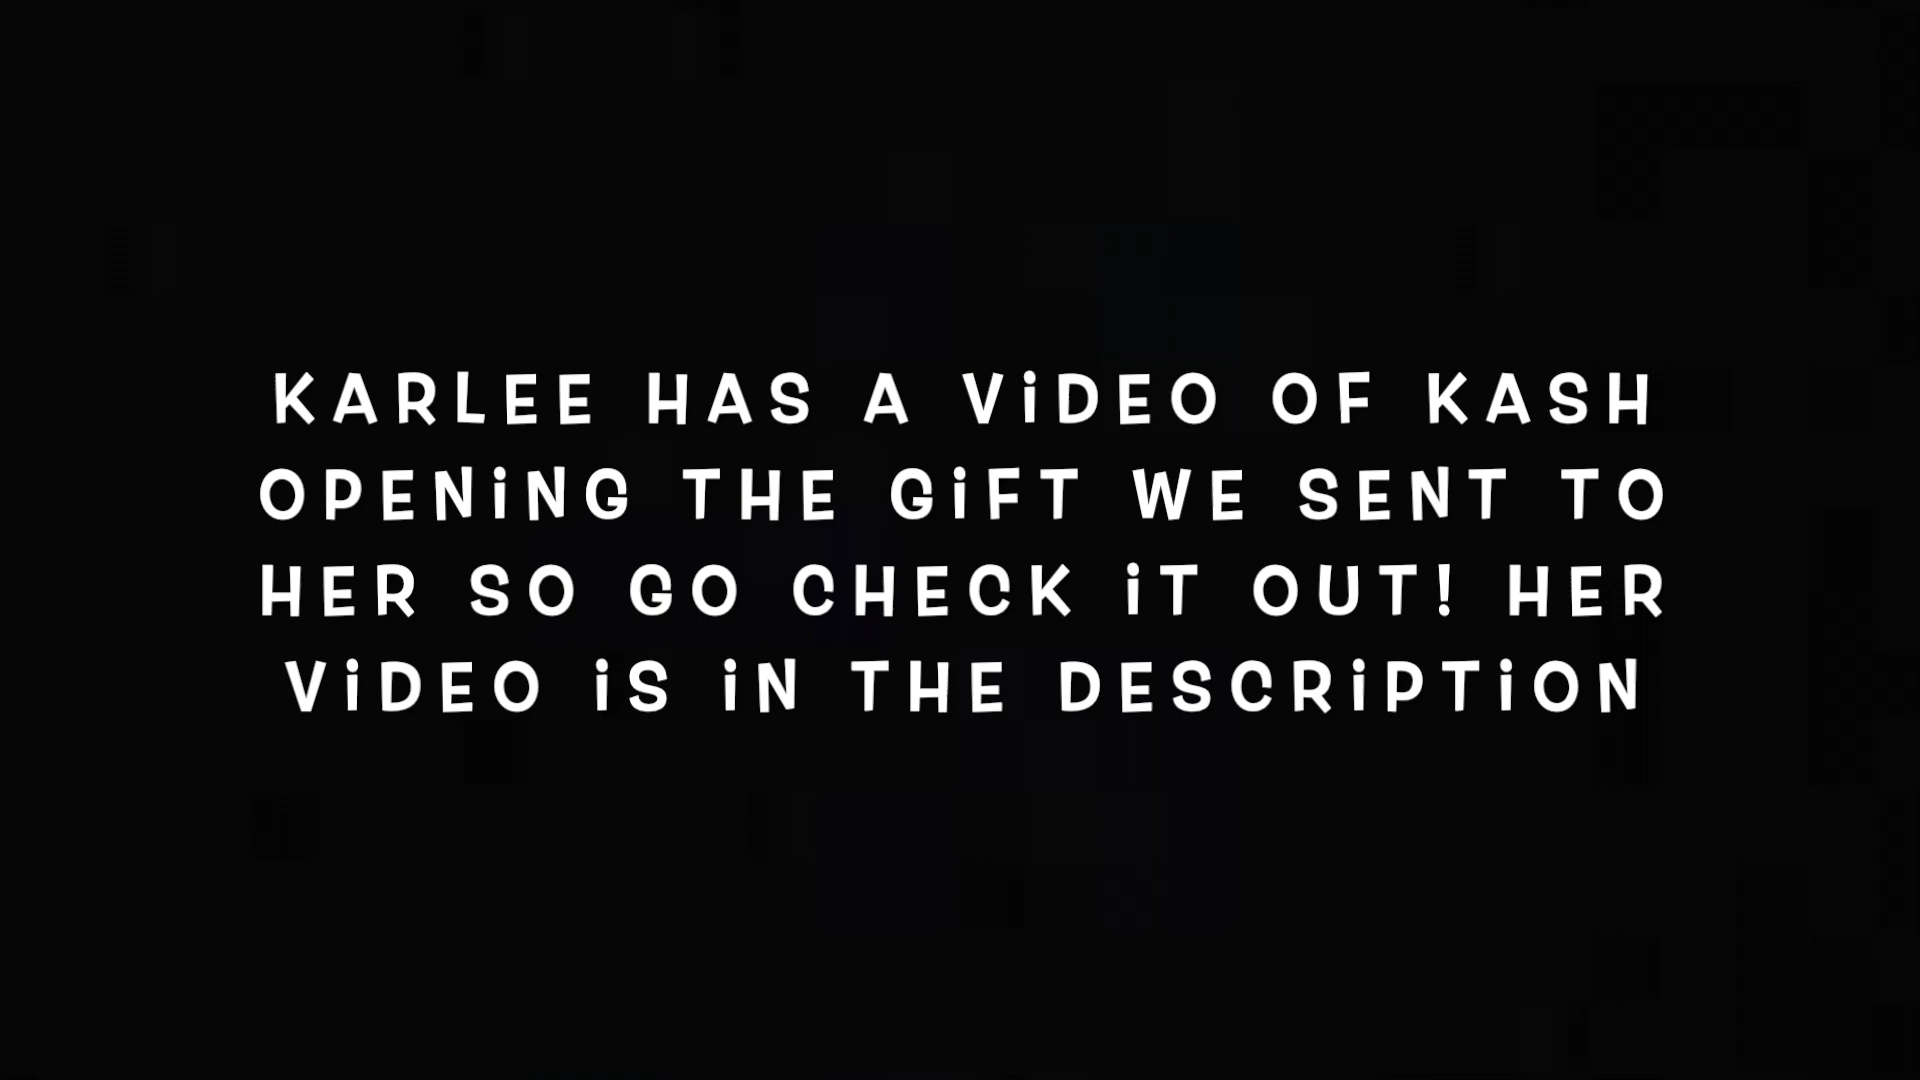 KARLEE HAS A ViDEO OF KASH
OPENiNG THE GiFT WE SENT TO
HER SO GO CHECK iT OUT! HER
ViDEO iS iN THE DESCRiPTiON